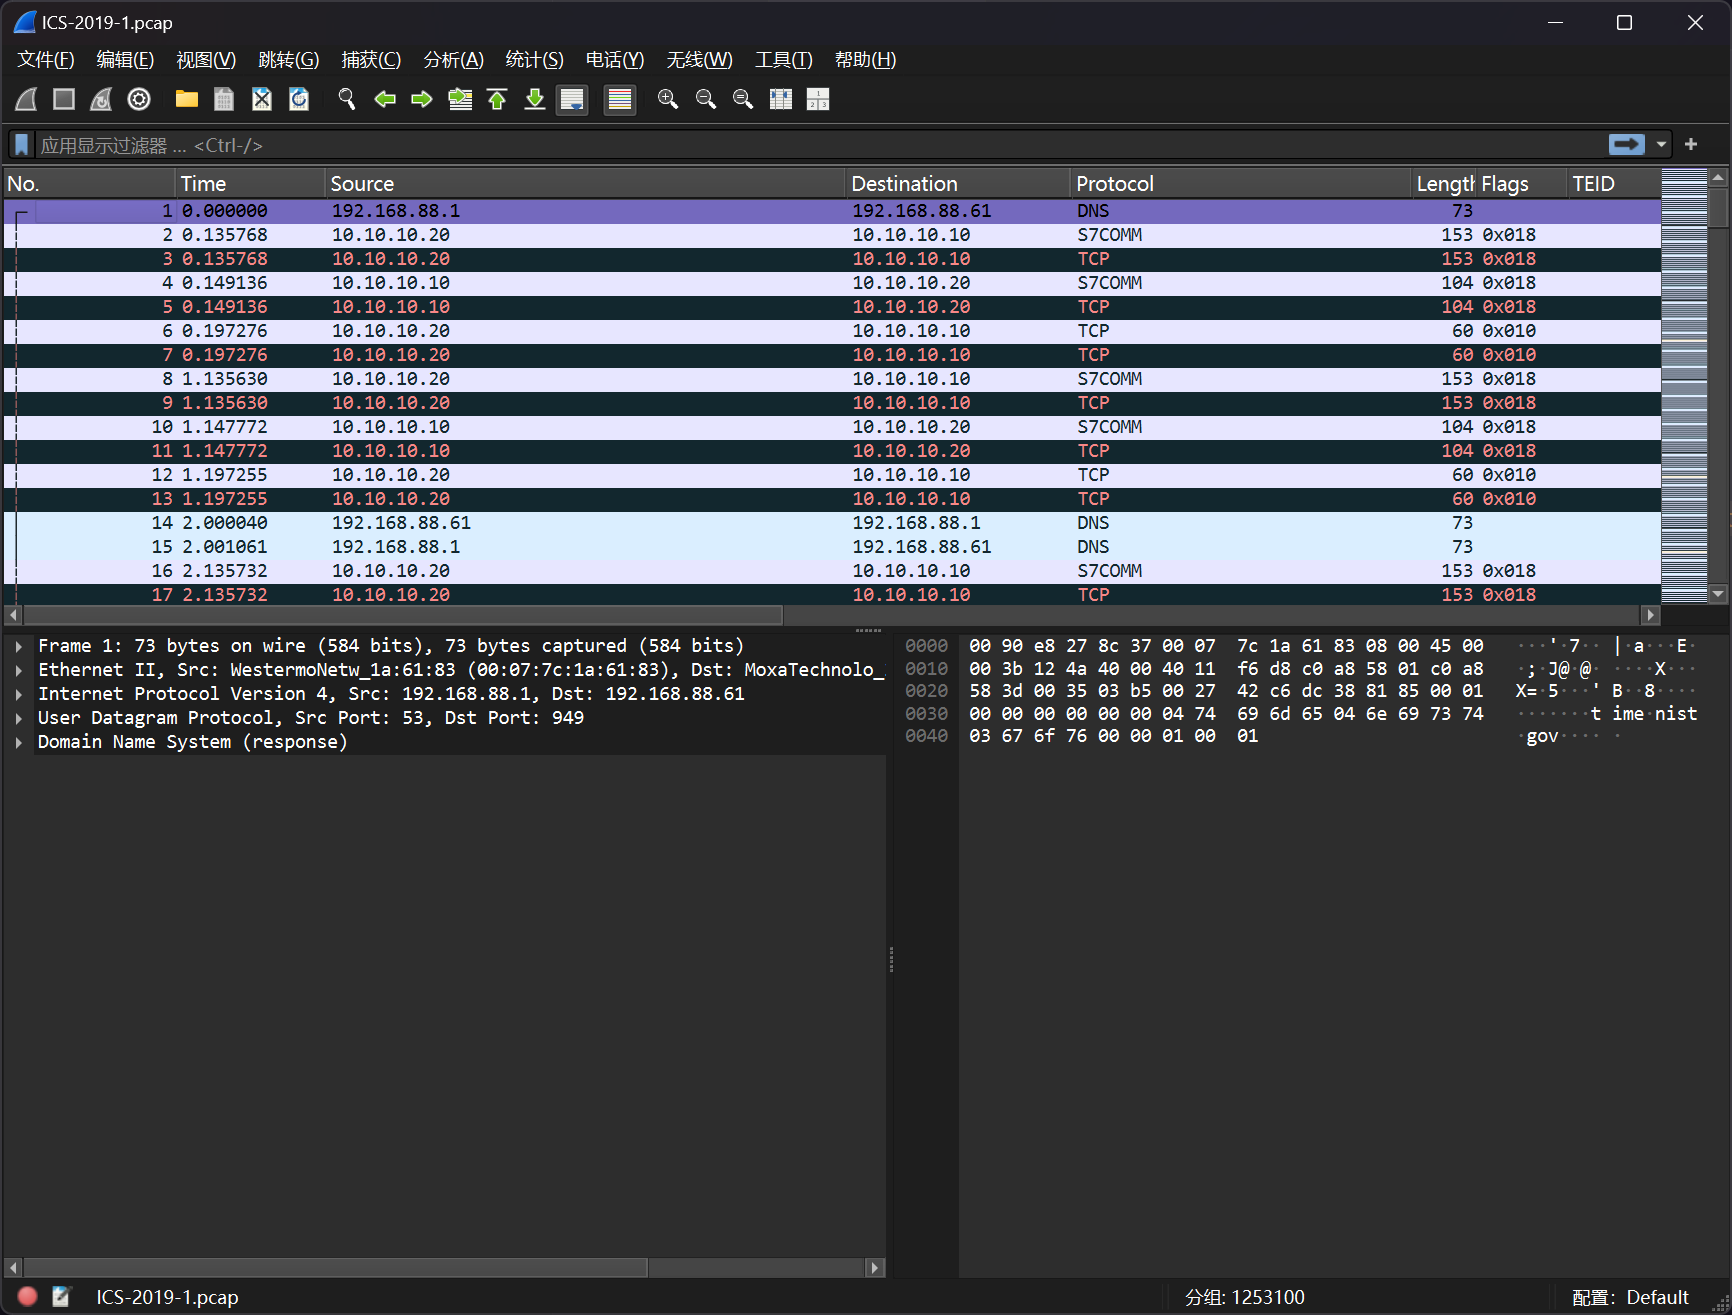 ICS-2019-1.pcap
文件(F) 编辑(E) 视图(V) 跳转(G) 捕获(C) 分析(A) 统计(S) 电话(Y) 无线(W) 工具(T) 帮助(H)
应用显示过滤器 … <Ctrl-/>
No. Time Source Destination Protocol Length Flags TEID
1 0.000000 192.168.88.1 192.168.88.61 DNS 73
2 0.135768 10.10.10.20 10.10.10.10 S7COMM 153 0x018
3 0.135768 10.10.10.20 10.10.10.10 TCP 153 0x018
4 0.149136 10.10.10.10 10.10.10.20 S7COMM 104 0x018
5 0.149136 10.10.10.10 10.10.10.20 TCP 104 0x018
6 0.197276 10.10.10.20 10.10.10.10 TCP 60 0x010
7 0.197276 10.10.10.20 10.10.10.10 TCP 60 0x010
8 1.135630 10.10.10.20 10.10.10.10 S7COMM 153 0x018
9 1.135630 10.10.10.20 10.10.10.10 TCP 153 0x018
10 1.147772 10.10.10.10 10.10.10.20 S7COMM 104 0x018
11 1.147772 10.10.10.10 10.10.10.20 TCP 104 0x018
12 1.197255 10.10.10.20 10.10.10.10 TCP 60 0x010
13 1.197255 10.10.10.20 10.10.10.10 TCP 60 0x010
14 2.000040 192.168.88.61 192.168.88.1 DNS 73
15 2.001061 192.168.88.1 192.168.88.61 DNS 73
16 2.135732 10.10.10.20 10.10.10.10 S7COMM 153 0x018
17 2.135732 10.10.10.20 10.10.10.10 TCP 153 0x018
Frame 1: 73 bytes on wire (584 bits), 73 bytes captured (584 bits)
Ethernet II, Src: WestermoNetw_1a:61:83 (00:07:7c:1a:61:83), Dst: MoxaTechnolo_
Internet Protocol Version 4, Src: 192.168.88.1, Dst: 192.168.88.61
User Datagram Protocol, Src Port: 53, Dst Port: 949
Domain Name System (response)
0000 00 90 e8 27 8c 37 00 07 7c 1a 61 83 08 00 45 00 ···'·7·· |·a···E·
0010 00 3b 12 4a 40 00 40 11 f6 d8 c0 a8 58 01 c0 a8 ·;·J@·@· ····X···
0020 58 3d 00 35 03 b5 00 27 42 c6 dc 38 81 85 00 01 X=·5···' B··8····
0030 00 00 00 00 00 00 04 74 69 6d 65 04 6e 69 73 74 ·······t ime·nist
0040 03 67 6f 76 00 00 01 00 01 ·gov···· ·
ICS-2019-1.pcap 分组: 1253100 配置: Default